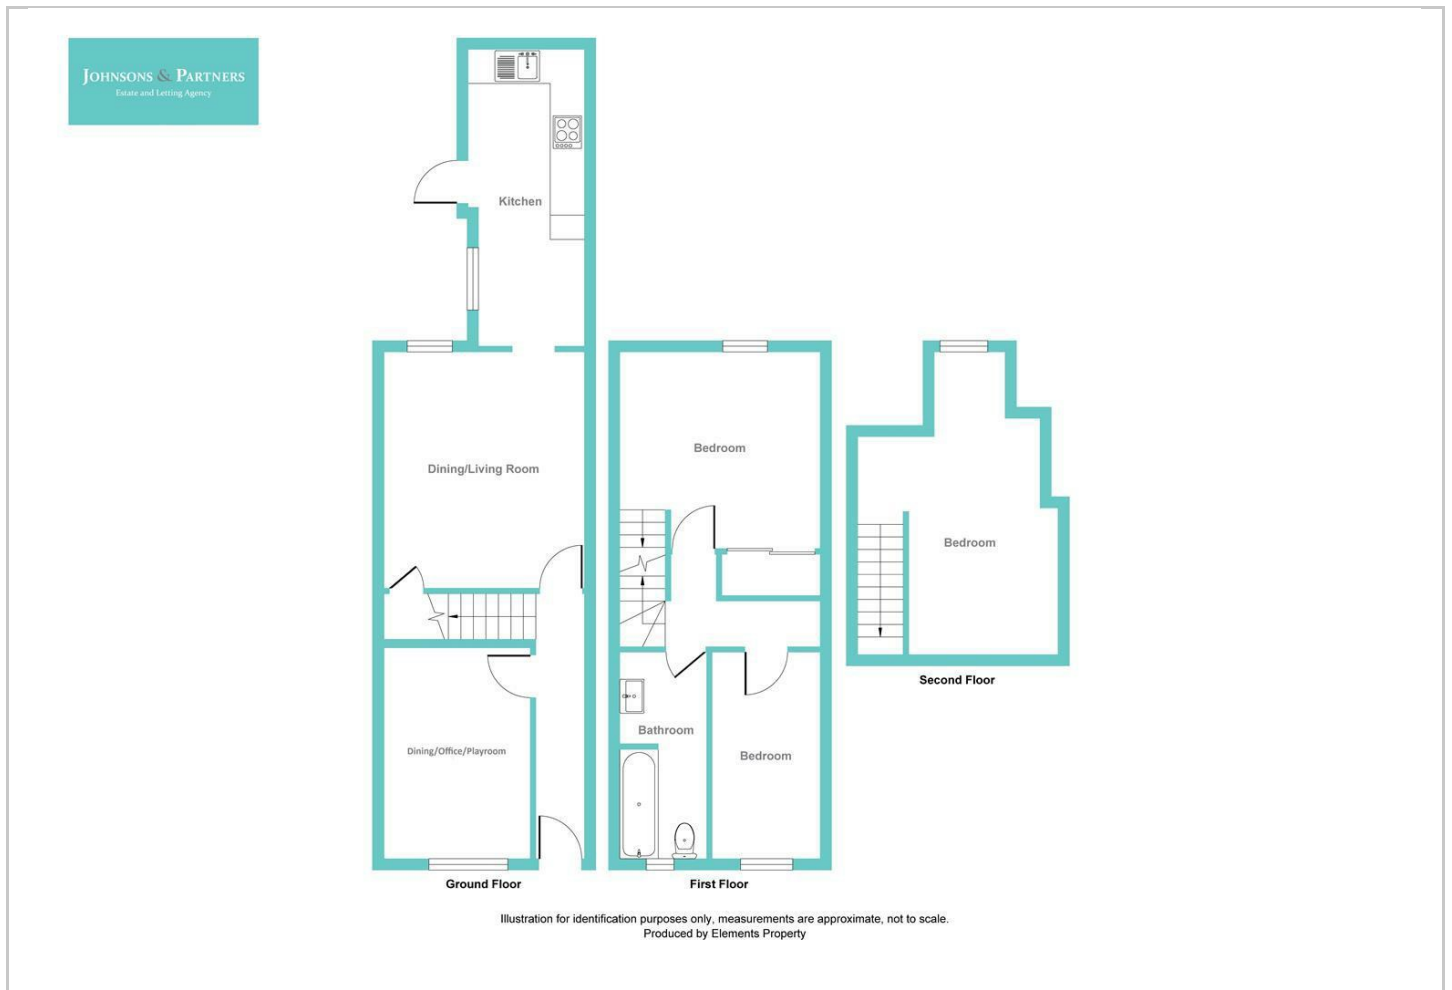 JOHNSONS & PARTNERS
Estate and Letting Agency
Kitchen
Dining/Living Room
Dining/Office/Playroom
Ground Floor
Bedroom
Bathroom
Bedroom
First Floor
Bedroom
Second Floor
Illustration for identification purposes only, measurements are approximate, not to scale.
Produced by Elements Property